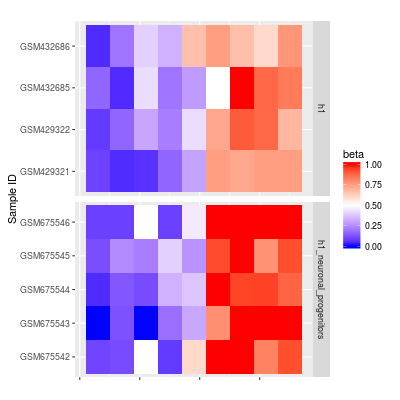 GSM432686
GSM432685
GSM429322
GSM429321
h1
GSM675546
GSM675545
GSM675544
GSM675543
GSM675542
h1_neuronal_progenitors
Sample ID
beta
1.00
0.75
0.50
0.25
0.00